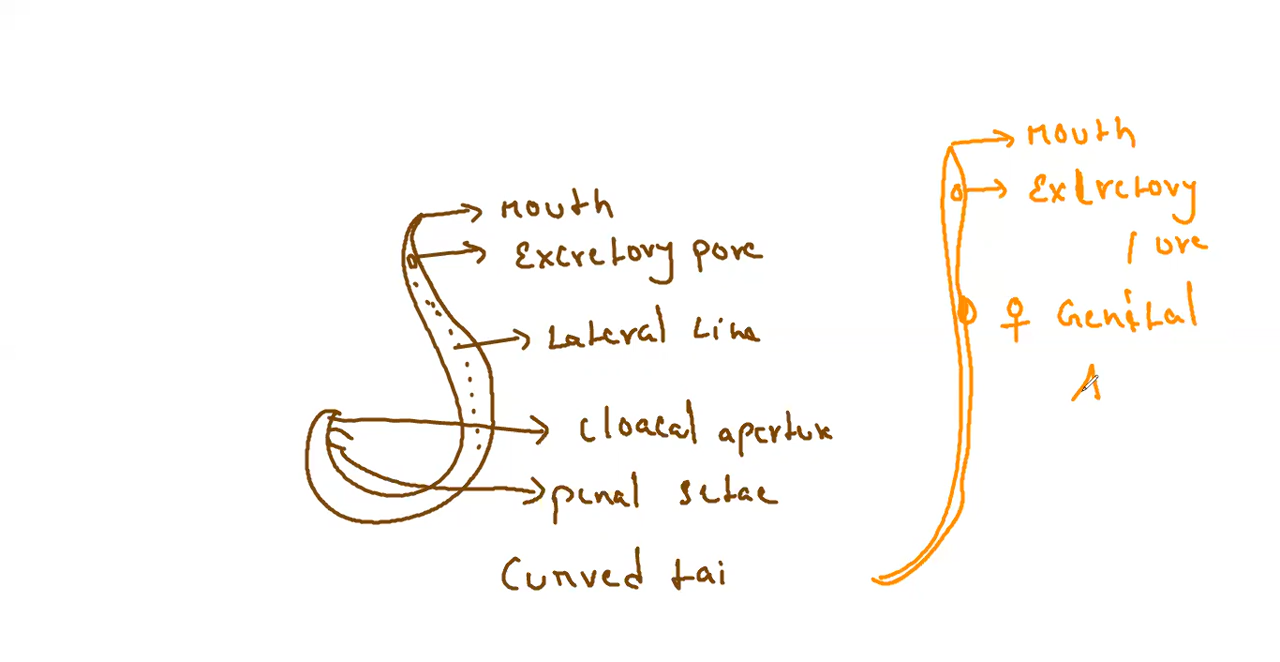 Mouth
Excretory pore
Lateral Line
Cloacal aperture
penal setae
Curved tai
Mouth
Excretory
pore
♀ Genital
A